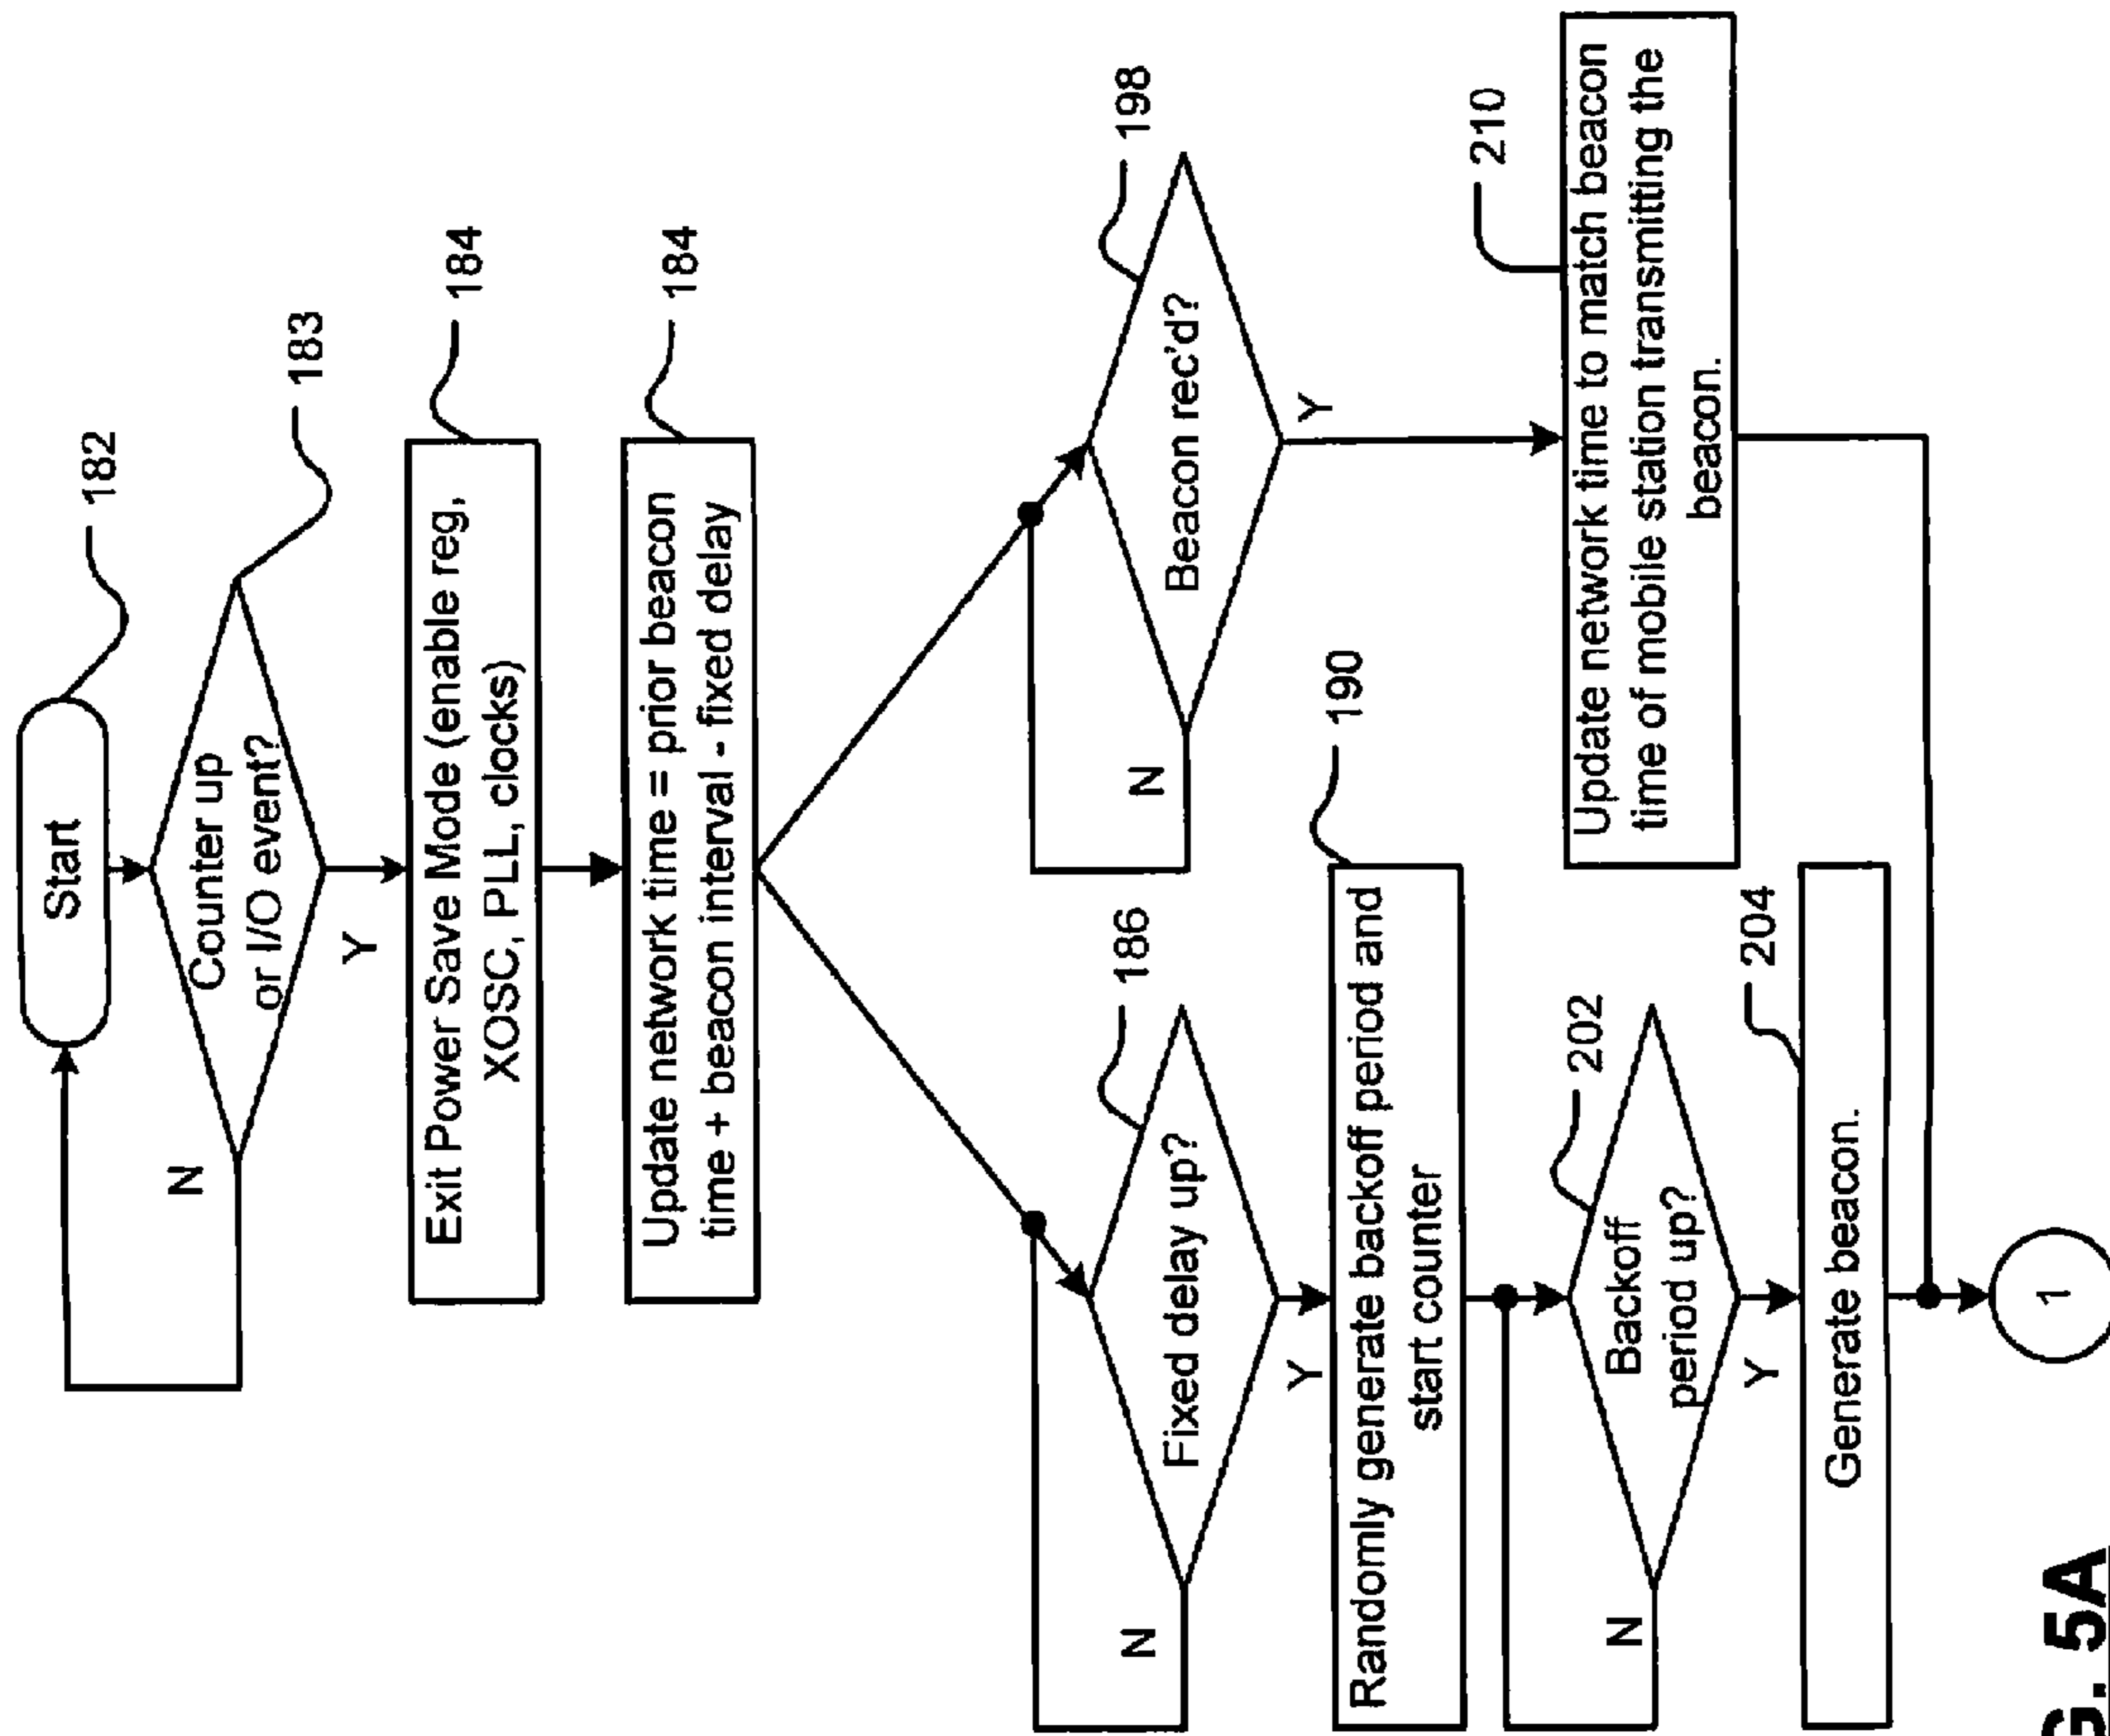 Start
182
Counter up
or I/O event?
183
N
Y
Exit Power Save Mode (enable reg,
XOSC, PLL, clocks)
184
Update network time = prior beacon
time + beacon interval - fixed delay
184
Fixed delay up?
186
N
Y
Beacon rec'd?
198
N
Y
Randomly generate backoff period and
start counter
190
Update network time to match beacon
time of mobile station transmitting the
beacon.
210
Backoff
period up?
202
N
Y
Generate beacon.
204
1
G. 5A